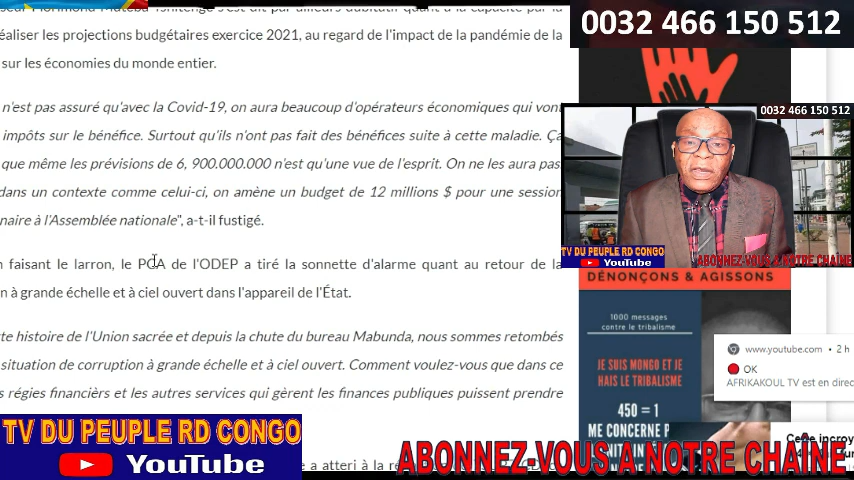 0032 466 150 512
éaliser les projections budgétaires exercice 2021, au regard de l'impact de la pandémie de la
sur les économies du monde entier.
n'est pas assuré qu'avec la Covid-19, on aura beaucoup d'opérateurs économiques qui vont
impôts sur le bénéfice. Surtout qu'ils n'ont pas fait des bénéfices suite à cette maladie. Ça
que même les prévisions de 6, 900.000.000 n'est qu'une vue de l'esprit. On ne les aura pas
dans un contexte comme celui-ci, on amène un budget de 12 millions $ pour une session
naire à l'Assemblée nationale", a-t-il fustigé.
n faisant le larron, le PCA de l'ODEP a tiré la sonnette d'alarme quant au retour de la
n à grande échelle et à ciel ouvert dans l'appareil de l'État.
te histoire de l'Union sacrée et depuis la chute du bureau Mabunda, nous sommes retombés
situation de corruption à grande échelle et à ciel ouvert. Comment voulez-vous que dans ce
s régies financièrs et les autres services qui gèrent les finances publiques puissent prendre
e a atteri à la
0032 466 150 512
TV DU PEUPLE RD CONGO
YouTube
ABONNEZ-VOUS A NOTRE CHAINE
DÉNONÇONS & AGISSONS
1000 messages
contre le tribalisme
JE SUIS MONGO ET JE
HAIS LE TRIBALISME
450 = 1
ME CONCERNE
www.youtube.com • 2 h
OK
AFRIKAKOUL TV est en direc
TV DU PEUPLE RD CONGO
YouTube
ABONNEZ-VOUS A NOTRE CHAINE